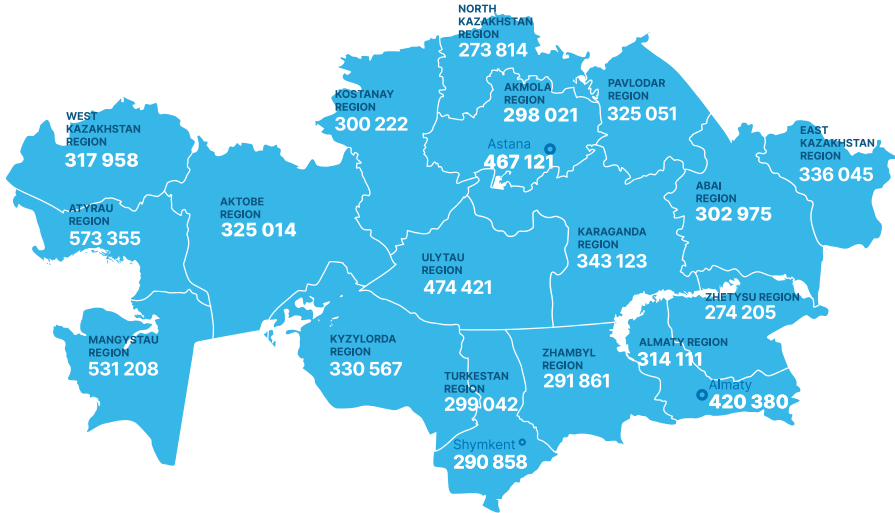 NORTH
KAZAKHSTAN
REGION
273 814
KOSTANAY
REGION
300 222
AKMOLA
REGION
298 021
PAVLODAR
REGION
325 051
WEST
KAZAKHSTAN
REGION
317 958
EAST
KAZAKHSTAN
REGION
336 045
Astana
467 121
ATYRAU
REGION
573 355
AKTOBE
REGION
325 014
ABAI
REGION
302 975
ULYTAU
REGION
474 421
KARAGANDA
REGION
343 123
ZHETYSU REGION
274 205
MANGYSTAU
REGION
531 208
KYZYLORDA
REGION
330 567
ZHAMBYL
REGION
291 861
ALMATY REGION
314 111
TURKESTAN
REGION
299 042
Almaty
420 380
Shymkent
290 858